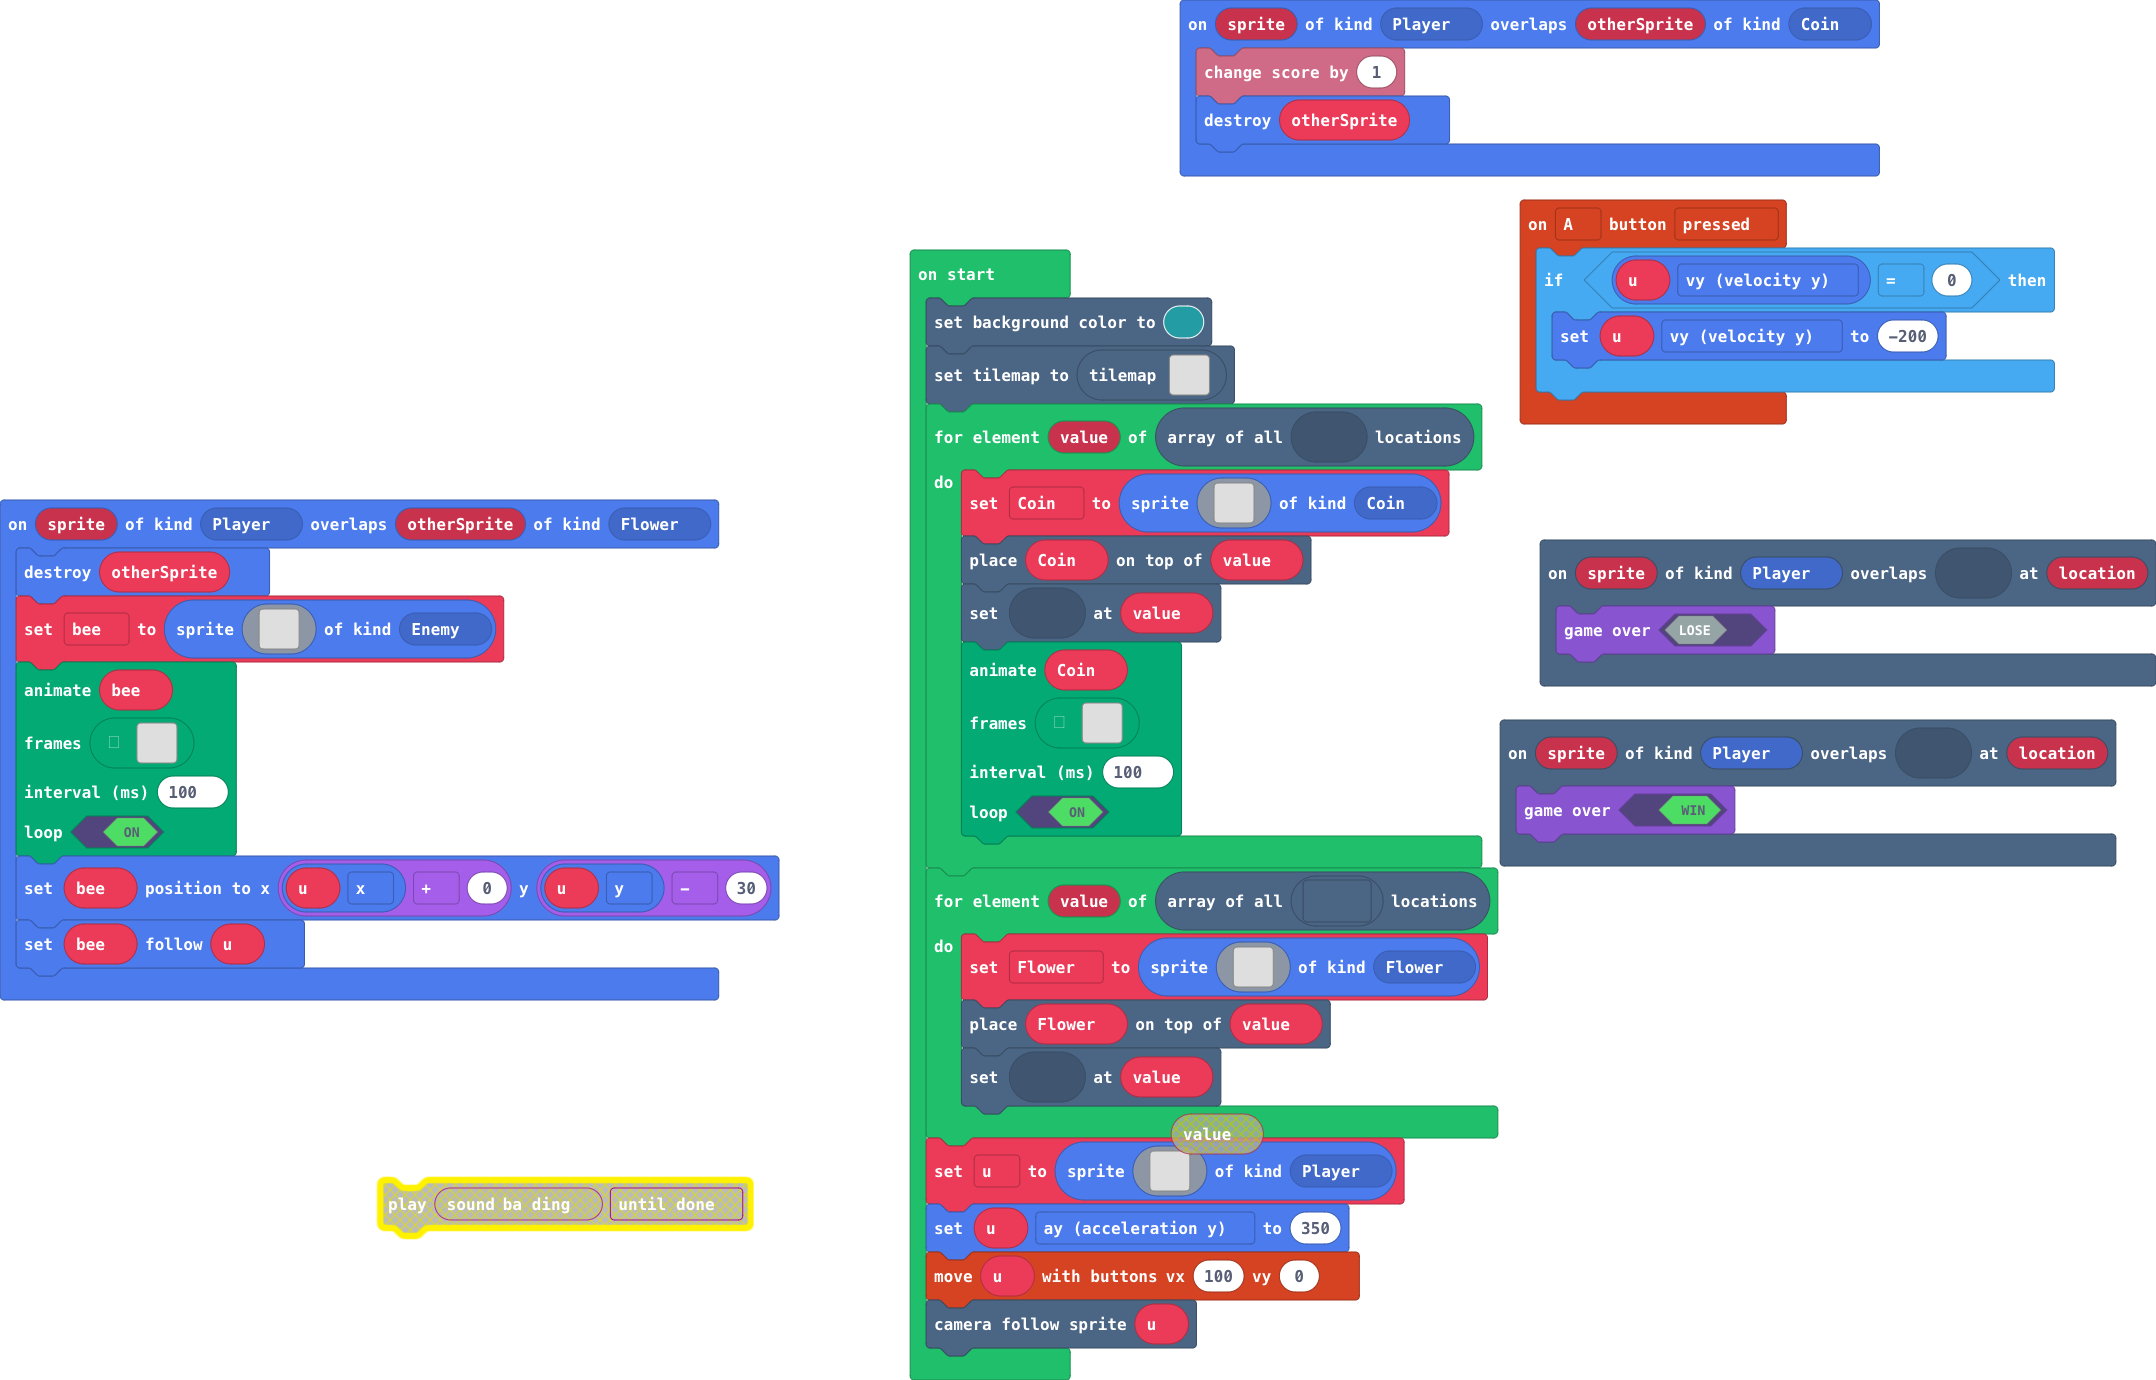 on sprite of kind Player overlaps otherSprite of kind Coin
change score by 1
destroy otherSprite
on A button pressed
if u vy (velocity y) = 0 then
set u vy (velocity y) to −200
on start
set background color to
set tilemap to tilemap
for element value of array of all locations
do
set Coin to sprite of kind Coin
place Coin on top of value
set at value
animate Coin
frames
interval (ms) 100
loop ON
for element value of array of all locations
do
set Flower to sprite of kind Flower
place Flower on top of value
set at value
value
set u to sprite of kind Player
set u ay (acceleration y) to 350
move u with buttons vx 100 vy 0
camera follow sprite u
on sprite of kind Player overlaps otherSprite of kind Flower
destroy otherSprite
set bee to sprite of kind Enemy
animate bee
frames
interval (ms) 100
loop ON
set bee position to x u x + 0 y u y − 30
set bee follow u
play sound ba ding until done
on sprite of kind Player overlaps at location
game over LOSE
on sprite of kind Player overlaps at location
game over WIN